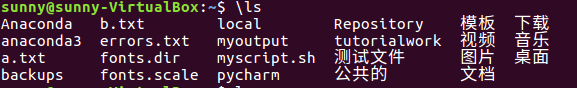 sunny@sunny-VirtualBox:~$ \ls
Anaconda b.txt local Repository 模板 下载
anaconda3 errors.txt myoutput tutorialwork 视频 音乐
a.txt fonts.dir myscript.sh 测试文件 图片 桌面
backups fonts.scale pycharm 公共的 文档